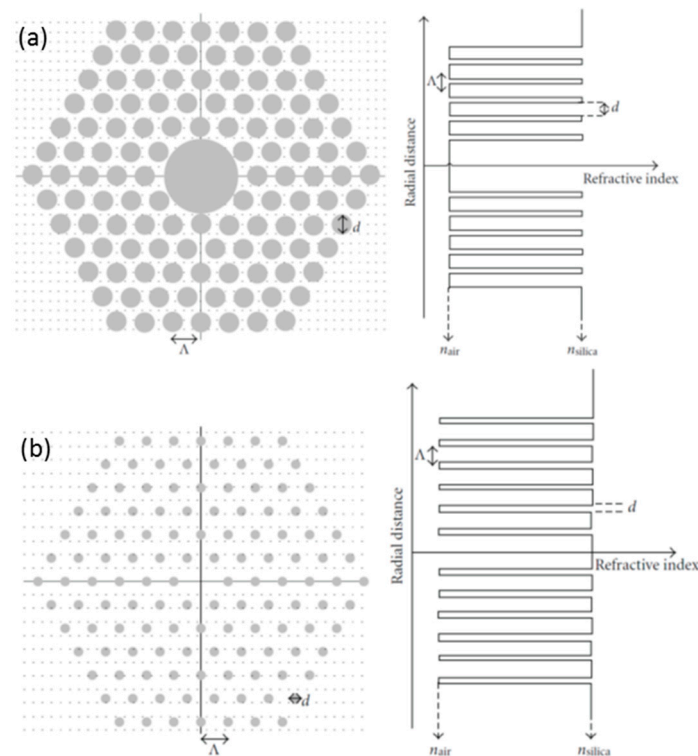 (a)
d
Λ
Radial distance
Λ
d
Refractive index
n_air
n_silica
(b)
d
Λ
Radial distance
Λ
d
Refractive index
n_air
n_silica